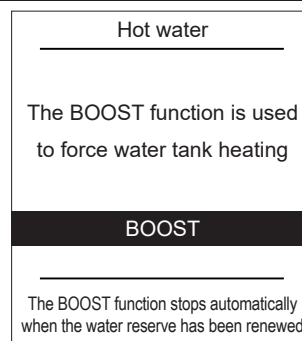 Hot water
The BOOST function is used
to force water tank heating
BOOST
The BOOST function stops automatically
when the water reserve has been renewed